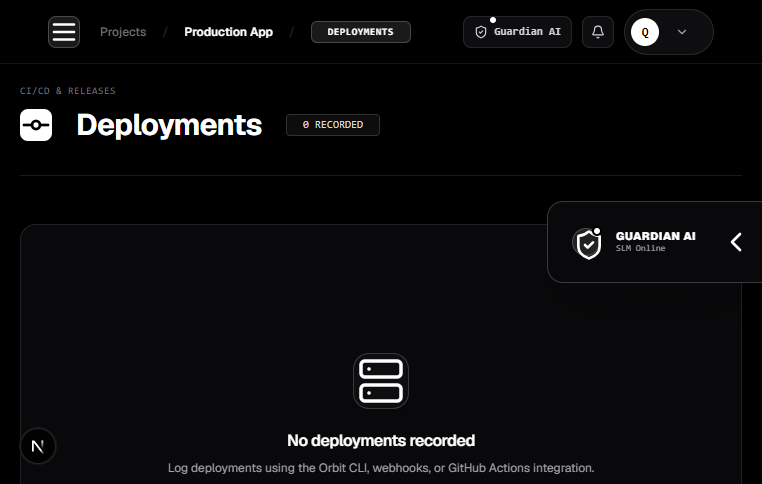 Projects / Production App / DEPLOYMENTS Guardian AI Q
CI/CD & RELEASES
Deployments 0 RECORDED
GUARDIAN AI
SLM Online
No deployments recorded
N
Log deployments using the Orbit CLI, webhooks, or GitHub Actions integration.